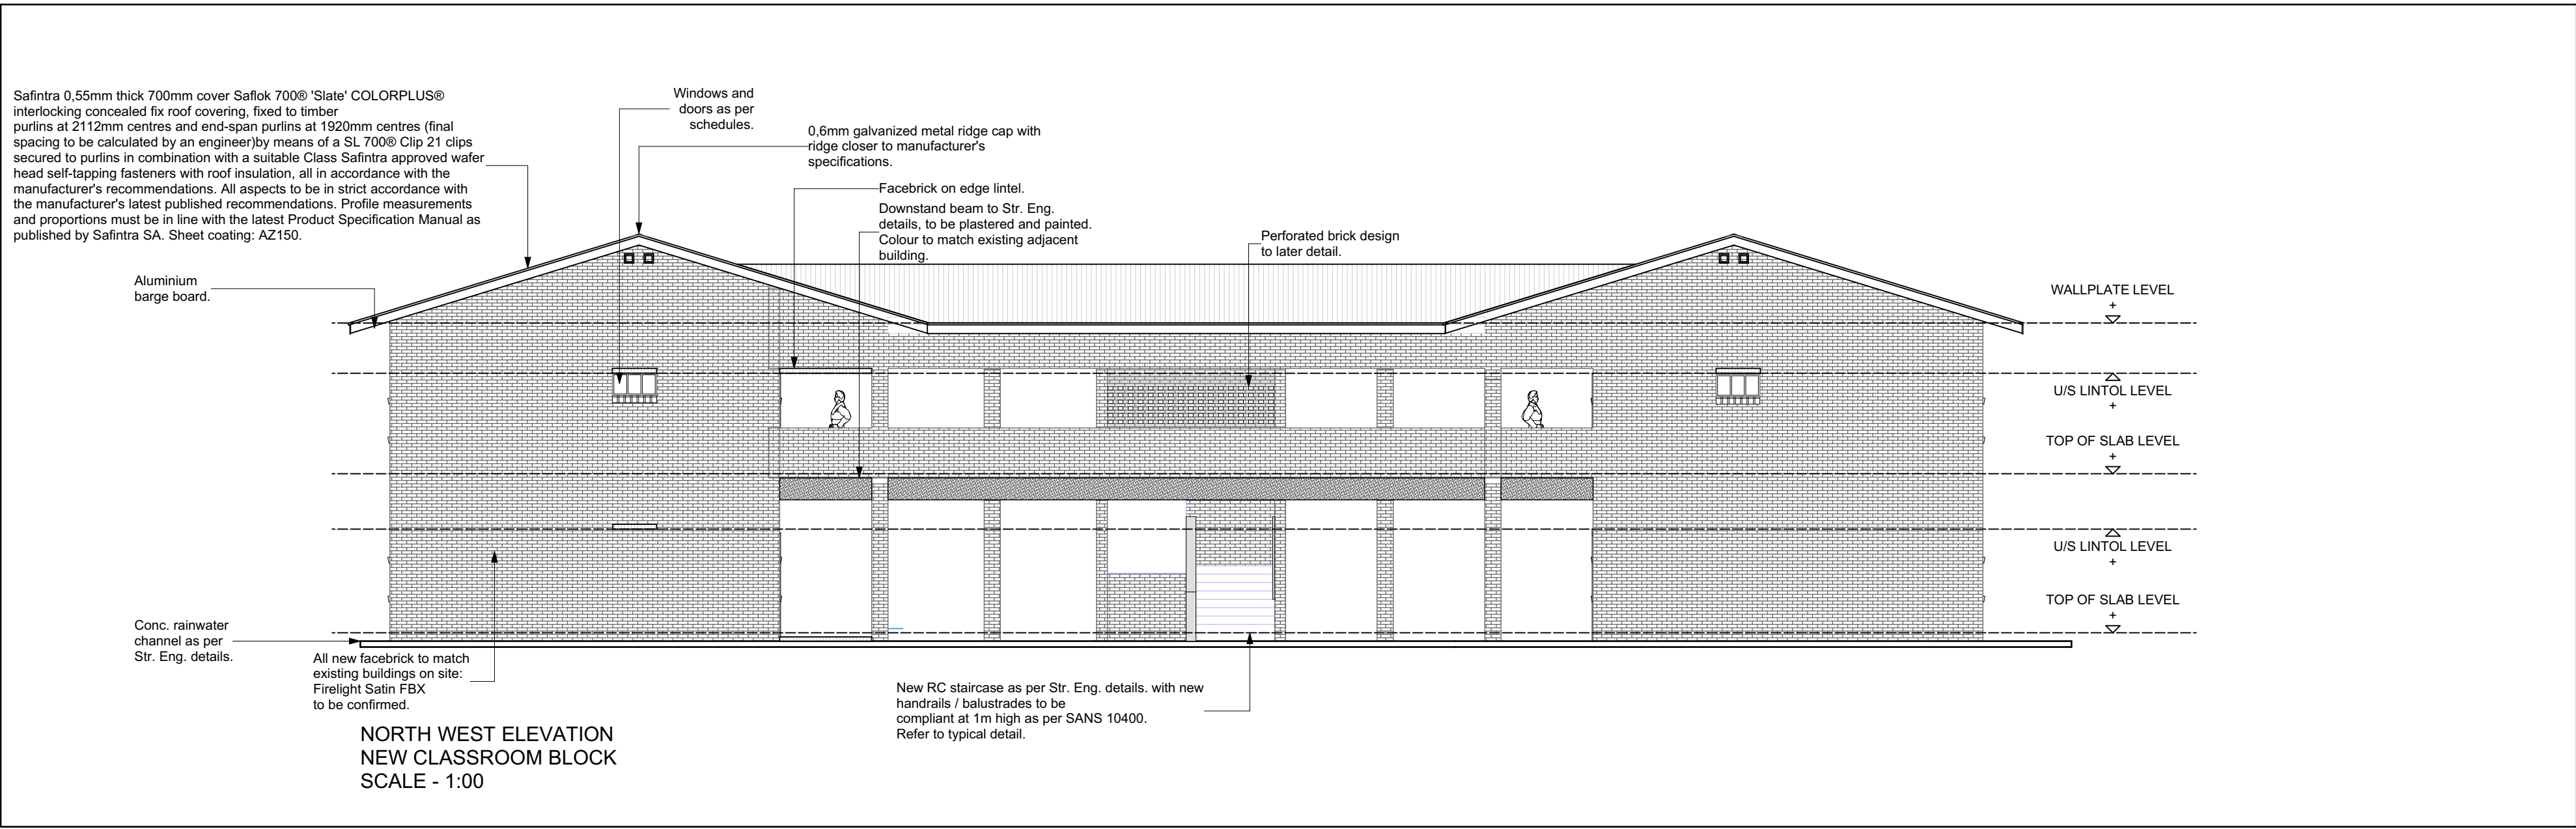 Safintra 0,55mm thick 700mm cover Saflok 700® 'Slate' COLORPLUS®
interlocking concealed fix roof covering, fixed to timber
purlins at 2112mm centres and end-span purlins at 1920mm centres (final
spacing to be calculated by an engineer)by means of a SL 700® Clip 21 clips
secured to purlins in combination with a suitable Class Safintra approved wafer
head self-tapping fasteners with roof insulation, all in accordance with the
manufacturer's recommendations. All aspects to be in strict accordance with
the manufacturer's latest published recommendations. Profile measurements
and proportions must be in line with the latest Product Specification Manual as
published by Safintra SA. Sheet coating: AZ150.
Windows and
doors as per
schedules.
0,6mm galvanized metal ridge cap with
ridge closer to manufacturer's
specifications.
Facebrick on edge lintel.
Downstand beam to Str. Eng.
details, to be plastered and painted.
Colour to match existing adjacent
building.
Perforated brick design
to later detail.
Aluminium
barge board.
WALLPLATE LEVEL
+
U/S LINTOL LEVEL
+
TOP OF SLAB LEVEL
+
U/S LINTOL LEVEL
+
TOP OF SLAB LEVEL
+
Conc. rainwater
channel as per
Str. Eng. details.
All new facebrick to match
existing buildings on site:
Firelight Satin FBX
to be confirmed.
New RC staircase as per Str. Eng. details. with new
handrails / balustrades to be
compliant at 1m high as per SANS 10400.
Refer to typical detail.
NORTH WEST ELEVATION
NEW CLASSROOM BLOCK
SCALE - 1:00